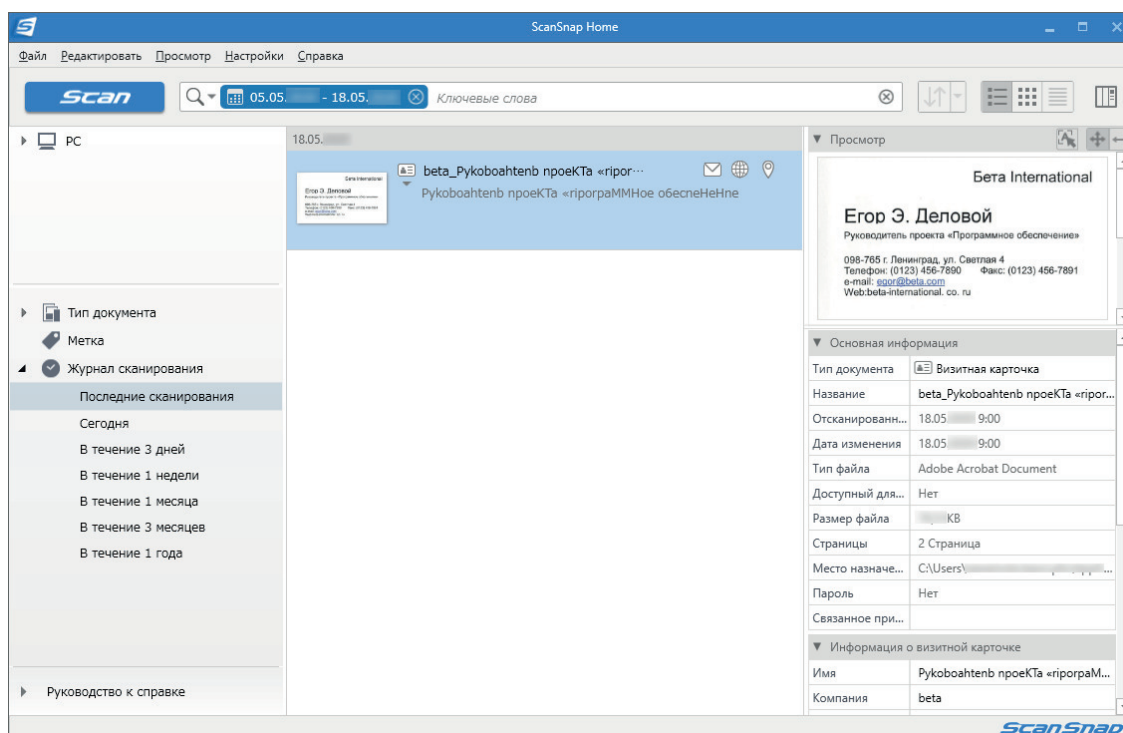 ScanSnap Home
Файл Редактировать Просмотр Настройки Справка
Scan
05.05. - 18.05.
Ключевые слова
PC
Тип документа
Метка
Журнал сканирования
Последние сканирования
Сегодня
В течение 3 дней
В течение 1 недели
В течение 1 месяца
В течение 3 месяцев
В течение 1 года
Руководство к справке
18.05.
beta_Pykoboahtenb npoeKTa «ripor…
Pykoboahtenb npoeKTa «riporpaMMHoe o6ecneHeHne
Бета International
Егор Э. Деловой
Просмотр
Бета International
Егор Э. Деловой
Руководитель проекта «Программное обеспечение»
098-765 г. Ленинград, ул. Светлая 4
Телефон: (0123) 456-7890 Факс: (0123) 456-7891
e-mail: egor@beta.com
Web:beta-international. co. ru
Основная информация
Тип документа Визитная карточка
Название beta_Pykoboahtenb npoeKTa «ripor...
Отсканированн... 18.05. 9:00
Дата изменения 18.05. 9:00
Тип файла Adobe Acrobat Document
Доступный для... Нет
Размер файла KB
Страницы 2 Страница
Место назначе... C:\Users\ ...
Пароль Нет
Связанное при...
Информация о визитной карточке
Имя Pykoboahtenb npoeKTa «riporpaM...
Компания beta
ScanSnap